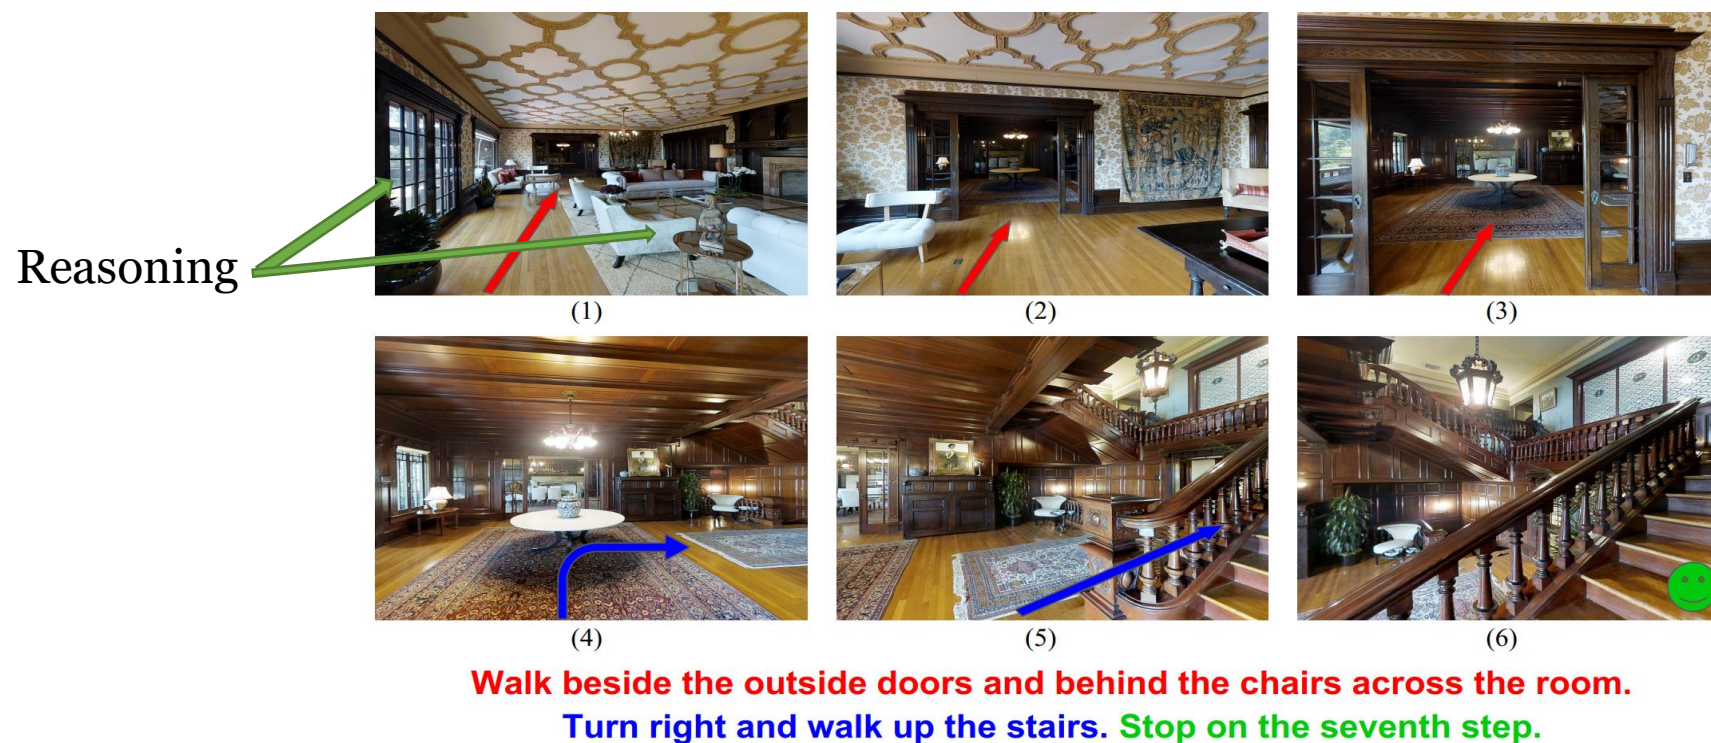 Reasoning
(1)
(2)
(3)
(4)
(5)
(6)
Walk beside the outside doors and behind the chairs across the room.
Turn right and walk up the stairs. Stop on the seventh step.